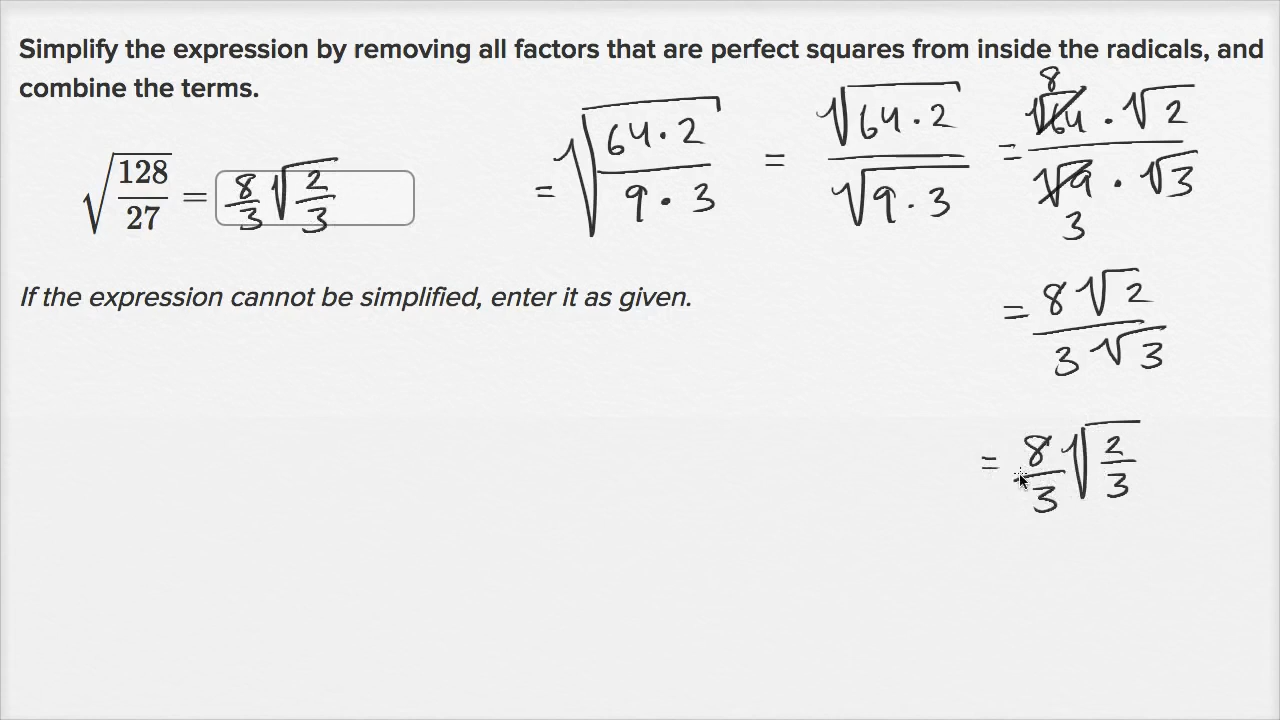 Simplify the expression by removing all factors that are perfect squares from inside the radicals, and
combine the terms.
√(128/27) = 8/3 √(2/3)
= √((64·2)/(9·3)) = √(64·2)/√(9·3) = (√64·√2)/(√9·√3) 8 3
If the expression cannot be simplified, enter it as given.
= 8√2/3√3
= 8/3 √(2/3)